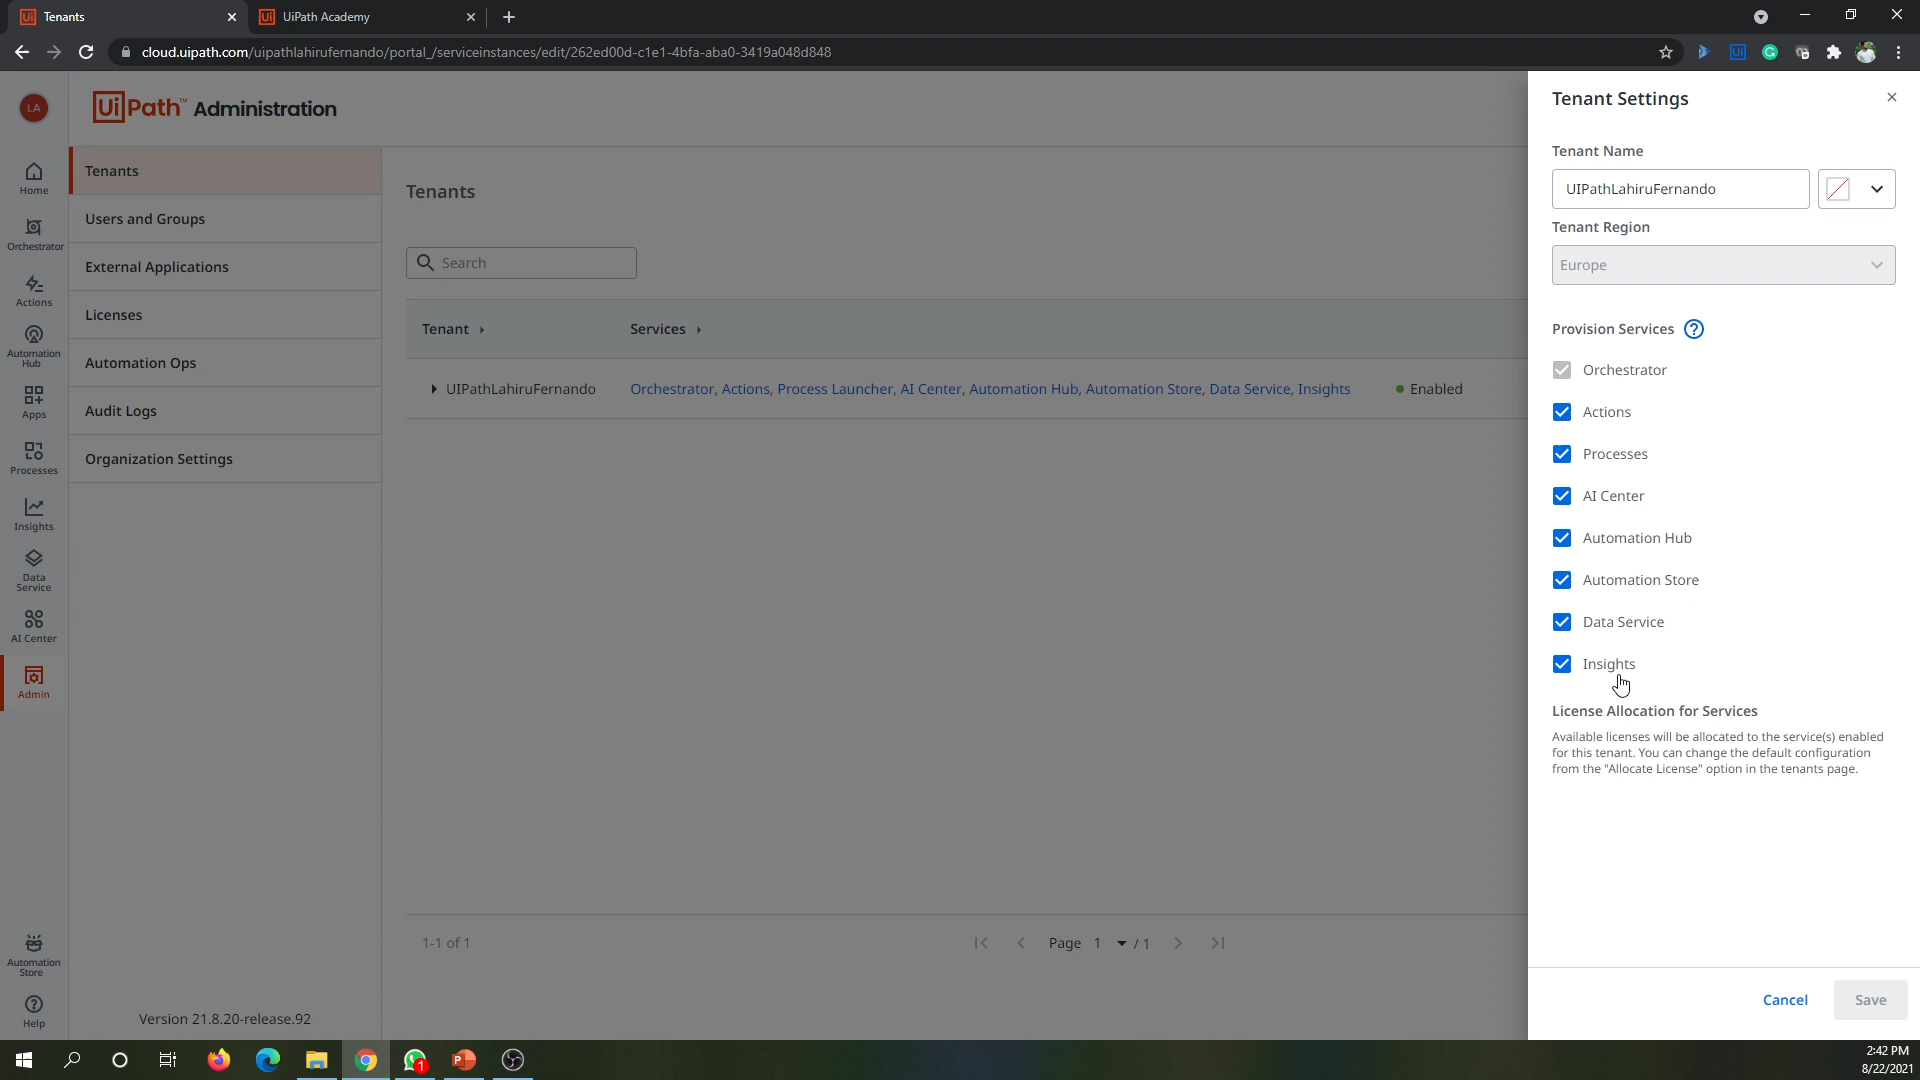 Tenants
UiPath Academy
cloud.uipath.com/uipathlahirufernando/portal_/serviceinstances/edit/262ed00d-c1e1-4bfa-aba0-3419a048d848
LA
UiPath™ Administration
Home
Orchestrator
Actions
Automation
Hub
Apps
Processes
Insights
Data
Service
AI Center
Admin
Automation
Store
Help
Tenants
Users and Groups
External Applications
Licenses
Automation Ops
Audit Logs
Organization Settings
Version 21.8.20-release.92
Tenants
Search
Tenant
Services
UIPathLahiruFernando
Orchestrator, Actions, Process Launcher, AI Center, Automation Hub, Automation Store, Data Service, Insights
Enabled
1-1 of 1
Page 1 / 1
Tenant Settings
Tenant Name
UIPathLahiruFernando
Tenant Region
Europe
Provision Services ?
Orchestrator
Actions
Processes
AI Center
Automation Hub
Automation Store
Data Service
Insights
License Allocation for Services
Available licenses will be allocated to the service(s) enabled
for this tenant. You can change the default configuration
from the "Allocate License" option in the tenants page.
Cancel
Save
1
2:42 PM
8/22/2021